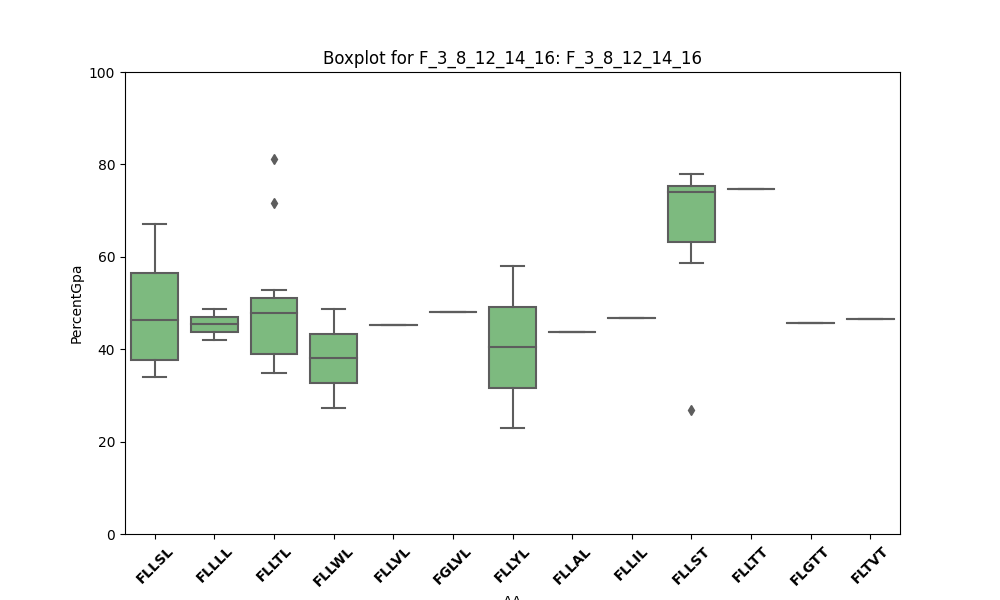 Boxplot for F_3_8_12_14_16: F_3_8_12_14_16
100
80
60
40
20
0
PercentGpa
FLLSL
FLLLL
FLLTL
FLLWL
FLLVL
FGLVL
FLLYL
FLLAL
FLLIL
FLLST
FLLTT
FLGTT
FLTVT
AA